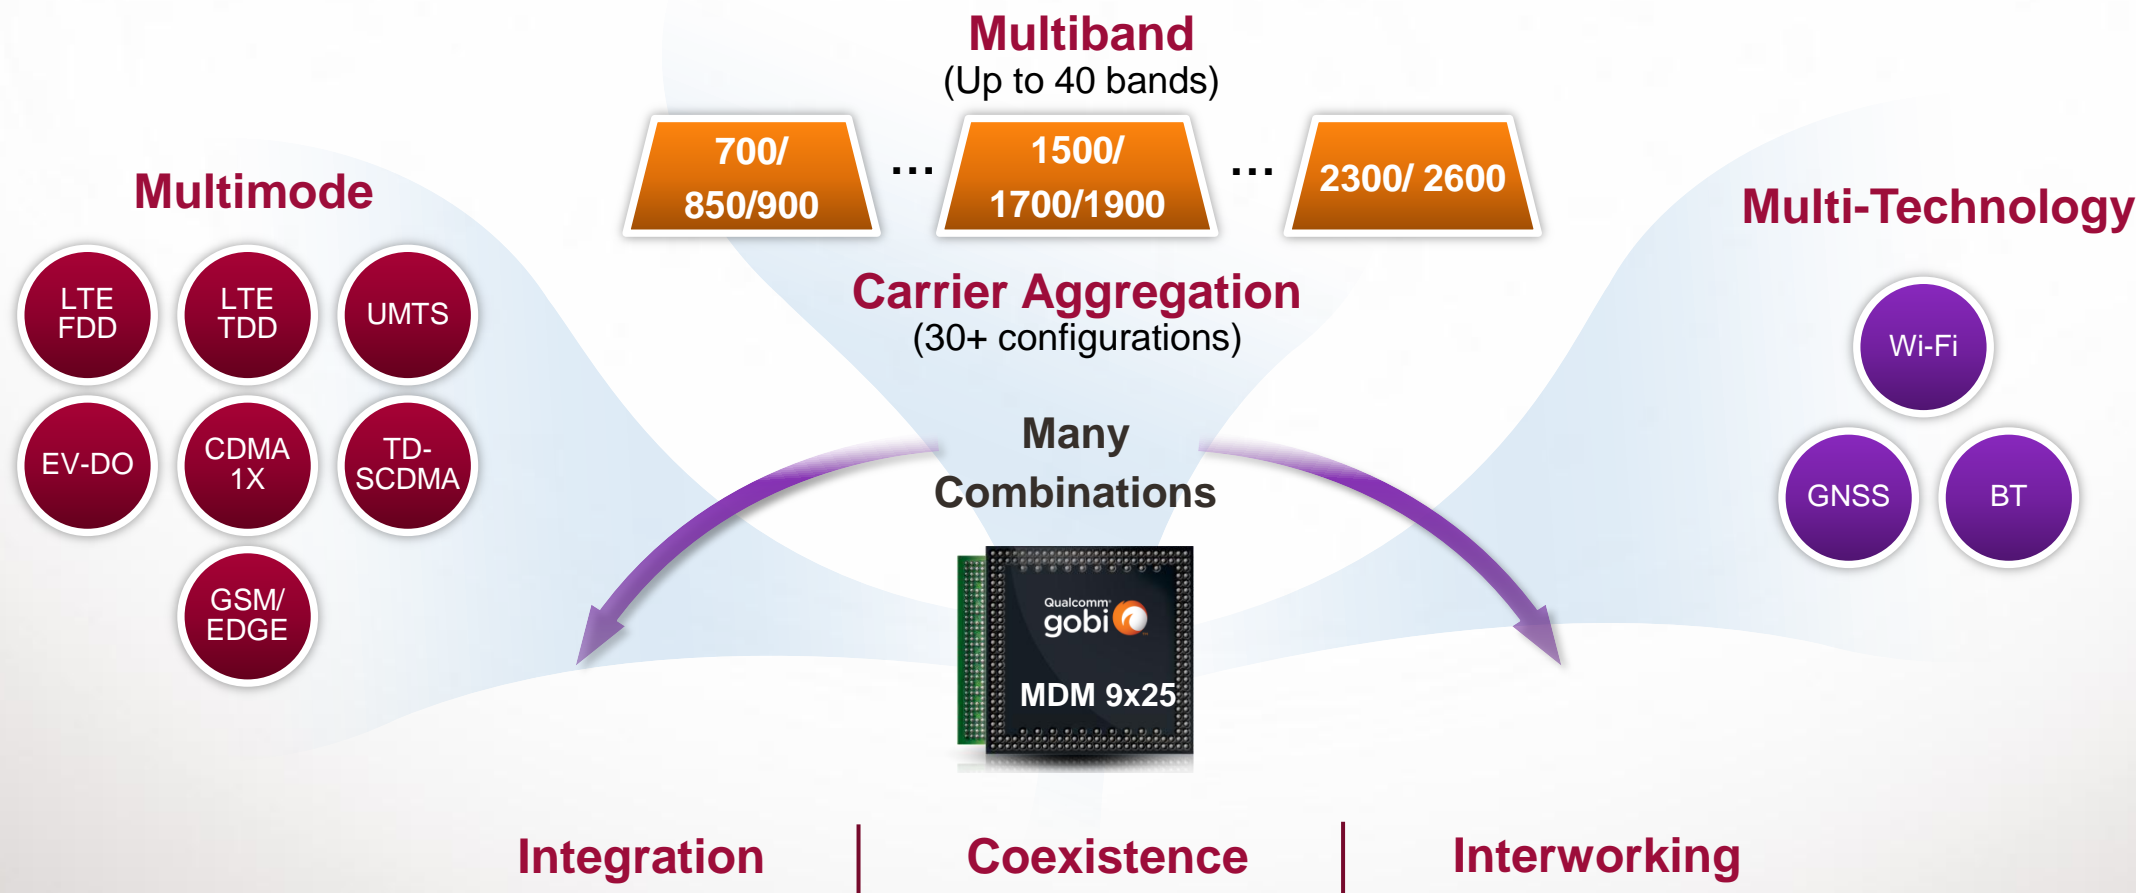 Multiband
(Up to 40 bands)
700/
850/900
...
1500/
1700/1900
...
2300/ 2600
Multimode
LTE
FDD
LTE
TDD
UMTS
EV-DO
CDMA
1X
TD-
SCDMA
GSM/
EDGE
Carrier Aggregation
(30+ configurations)
Many
Combinations
Qualcomm
gobi
MDM 9x25
Multi-Technology
Wi-Fi
GNSS
BT
Integration
Coexistence
Interworking